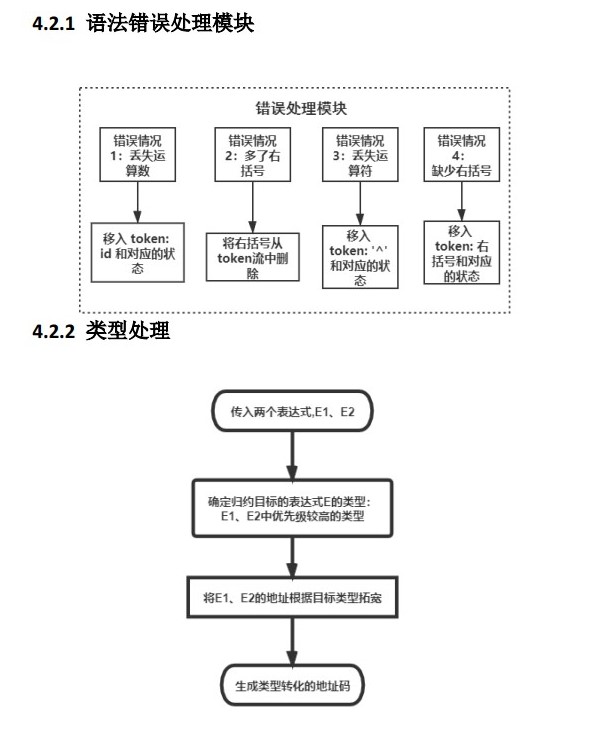 4.2.1 语法错误处理模块
错误处理模块
错误情况
1：丢失运
算数
错误情况
2：多了右
括号
错误情况
3：丢失运
算符
错误情况
4：
缺少右括号
移入 token:
id 和对应的状
态
将右括号从
token流中删
除
移入
token: '^'
和对应的状
态
移入
token: 右
括号和对应
的状态
4.2.2 类型处理
传入两个表达式,E1、E2
确定归约目标的表达式E的类型：
E1、E2中优先级较高的类型
将E1、E2的地址根据目标类型拓宽
生成类型转化的地址码